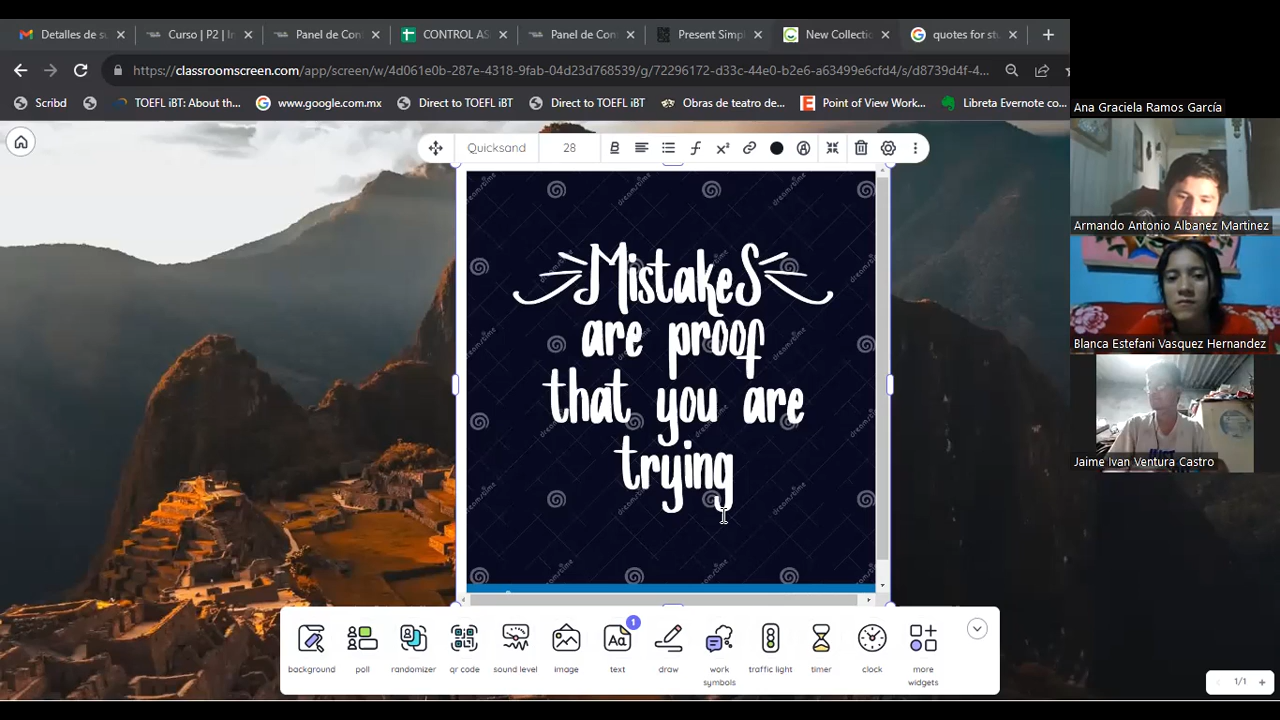 Detalles de su
Curso | P2 | In
Panel de Con
CONTROL AS
Panel de Con
Present Simpl
New Collectio
quotes for stu
https://classroomscreen.com/app/screen/w/4d061e0b-287e-4318-9fab-04d23d768539/g/72296172-d33c-44e0-b2e6-a63499e6cfd4/s/d8739d4f-4...
Scribd
TOEFL iBT: About th...
www.google.com.mx
Direct to TOEFL iBT
Direct to TOEFL iBT
Obras de teatro de...
Point of View Work...
Libreta Evernote co...
Quicksand
28
MistakeS
are proof
that you are
trying
dreamstime
Ana Graciela Ramos García
Armando Antonio Albanez Martinez
Blanca Estefani Vasquez Hernandez
Jaime Ivan Ventura Castro
1
background
poll
randomizer
qr code
sound level
image
text
draw
work symbols
traffic light
timer
clock
more widgets
1/1